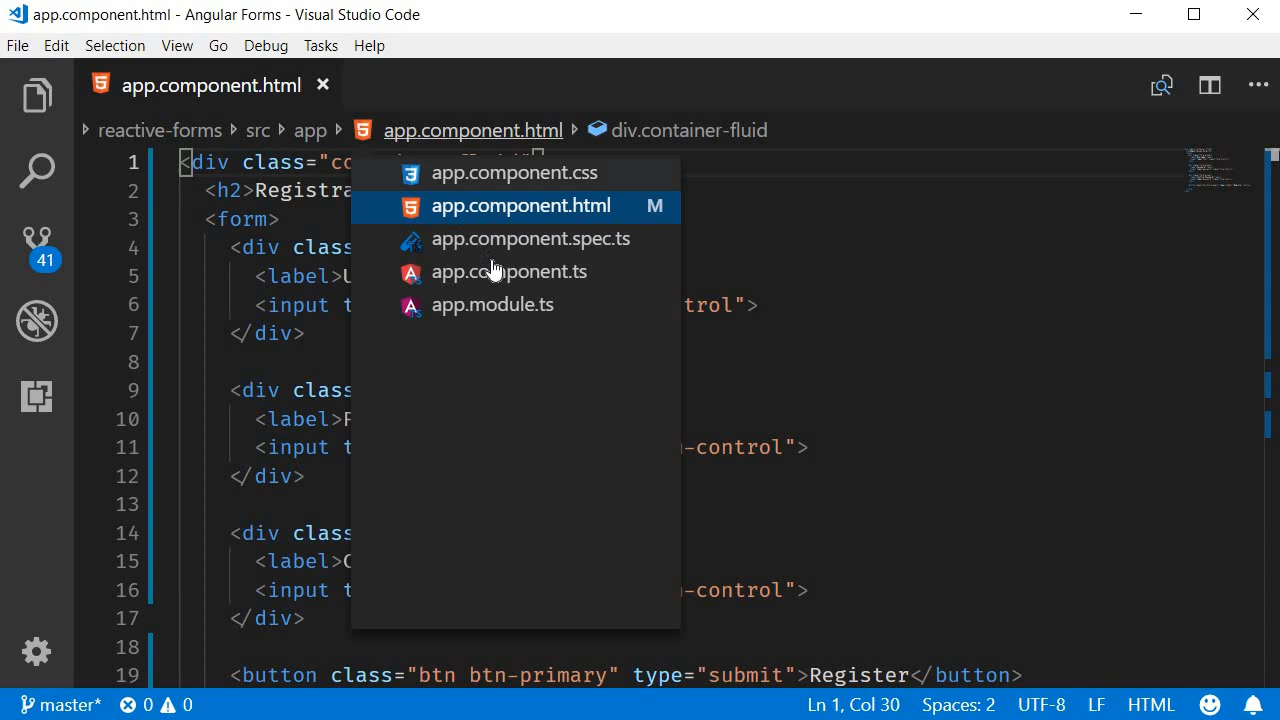 app.component.html - Angular Forms - Visual Studio Code
File Edit Selection View Go Debug Tasks Help
app.component.html ×
reactive-forms src app app.component.html div.container-fluid
1 <div class="co
2 <h2>Registra
3 <form>
4 <div class
5 <label>U
6 <input t trol">
7 </div>
8
9 <div class
10 <label>
11 <input t -control">
12 </div>
13
14 <div class
15 <label>
16 <input t -control">
17 </div>
18
19 <button class="btn btn-primary" type="submit">Register</button>
app.component.css
app.component.html M
app.component.spec.ts
app.component.ts
app.module.ts
41
master* 0 0 Ln 1, Col 30 Spaces: 2 UTF-8 LF HTML